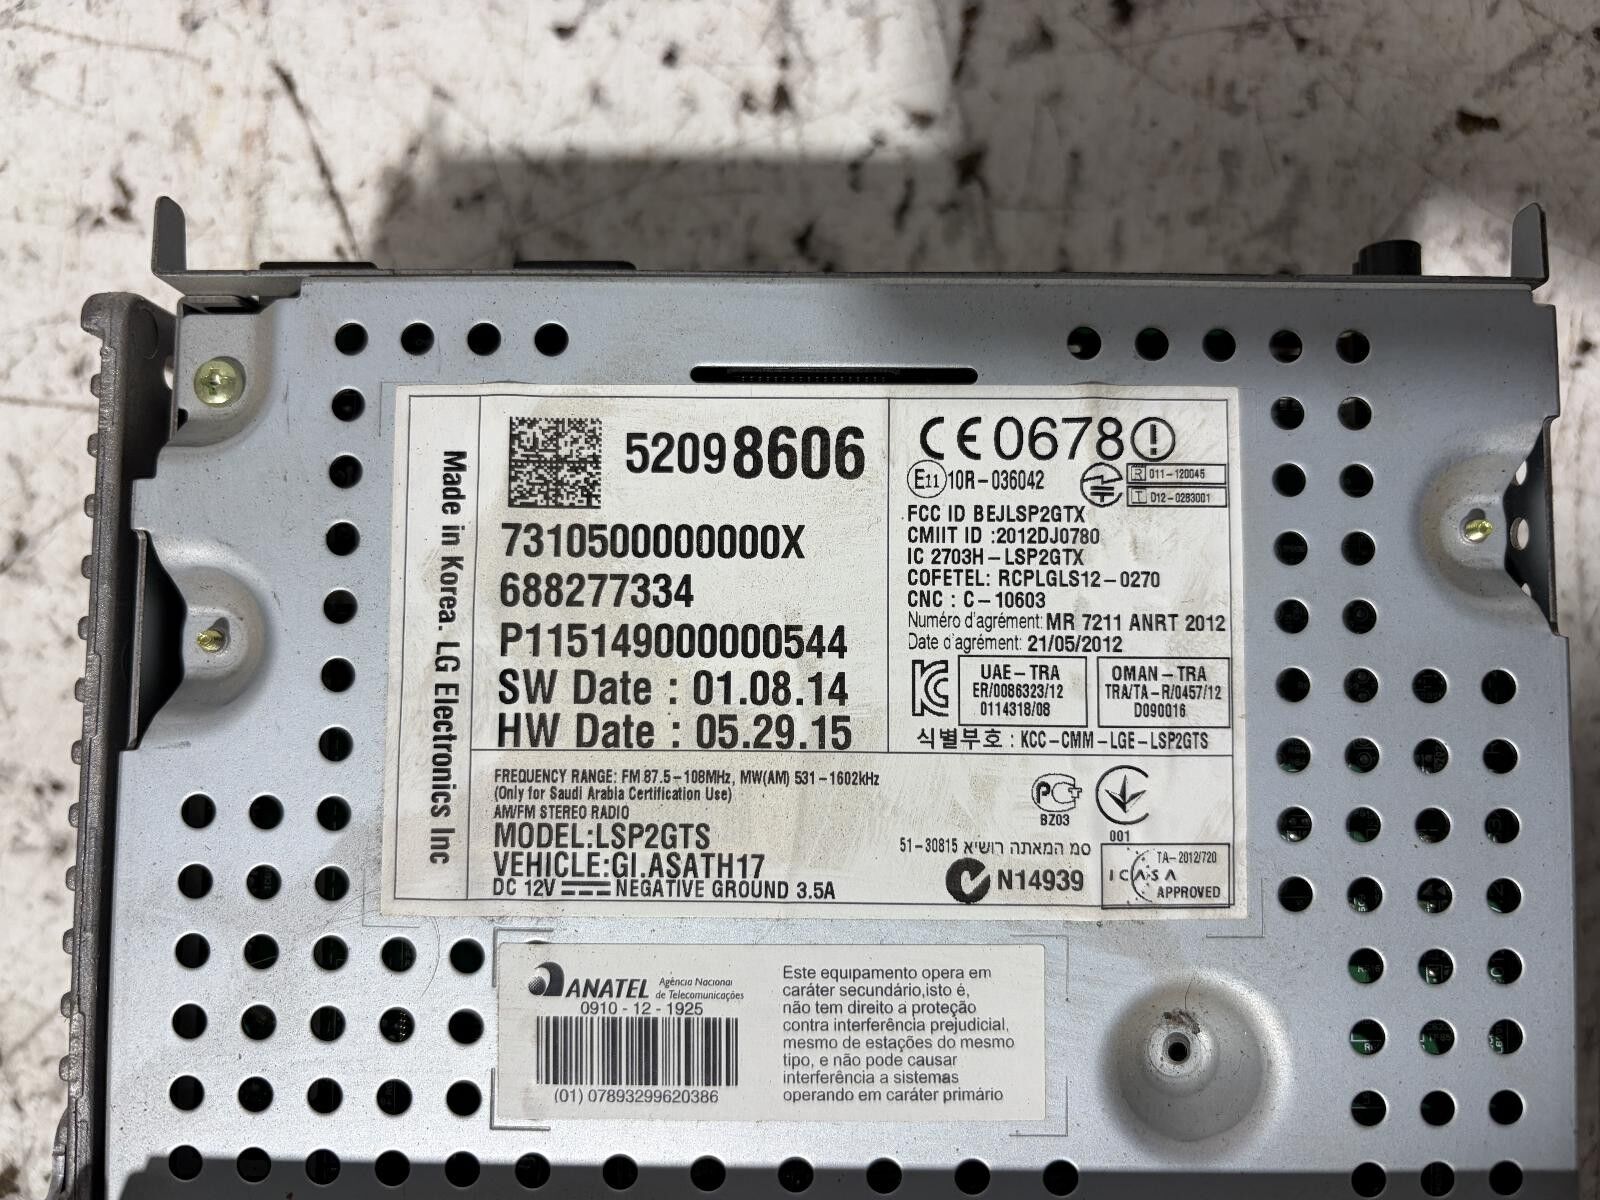 Made in Korea. LG Electronics Inc
52098606
7310500000000X
688277334
P115149000000544
SW Date : 01.08.14
HW Date : 05.29.15
CE0678
E11 10R-036042
R 011-120045
T D12-0283001
FCC ID BEJLSP2GTX
CMIIT ID :2012DJ0780
IC 2703H-LSP2GTX
COFETEL: RCPLGLS12-0270
CNC : C-10603
Numéro d'agrément: MR 7211 ANRT 2012
Date d'agrément: 21/05/2012
UAE-TRA
ER/0086323/12
0114318/08
OMAN-TRA
TRA/TA-R/0457/12
D090016
식별부호 : KCC-CMM-LGE-LSP2GTS
FREQUENCY RANGE: FM 87.5-108MHz, MW(AM) 531-1602kHz
(Only for Saudi Arabia Certification Use)
AM/FM STEREO RADIO
MODEL:LSP2GTS
VEHICLE:GI.ASATH17
DC 12V NEGATIVE GROUND 3.5A
BZ03
001
51-30815 סמ המאתה רושיא
N14939
ICASA
TA-2012/720
APPROVED
ANATEL
Agência Nacional
de Telecomunicações
0910-12-1925
(01) 07893299620386
Este equipamento opera em
caráter secundário,isto é,
não tem direito a proteção
contra interferência prejudicial,
mesmo de estações do mesmo
tipo, e não pode causar
interferência a sistemas
operando em caráter primário